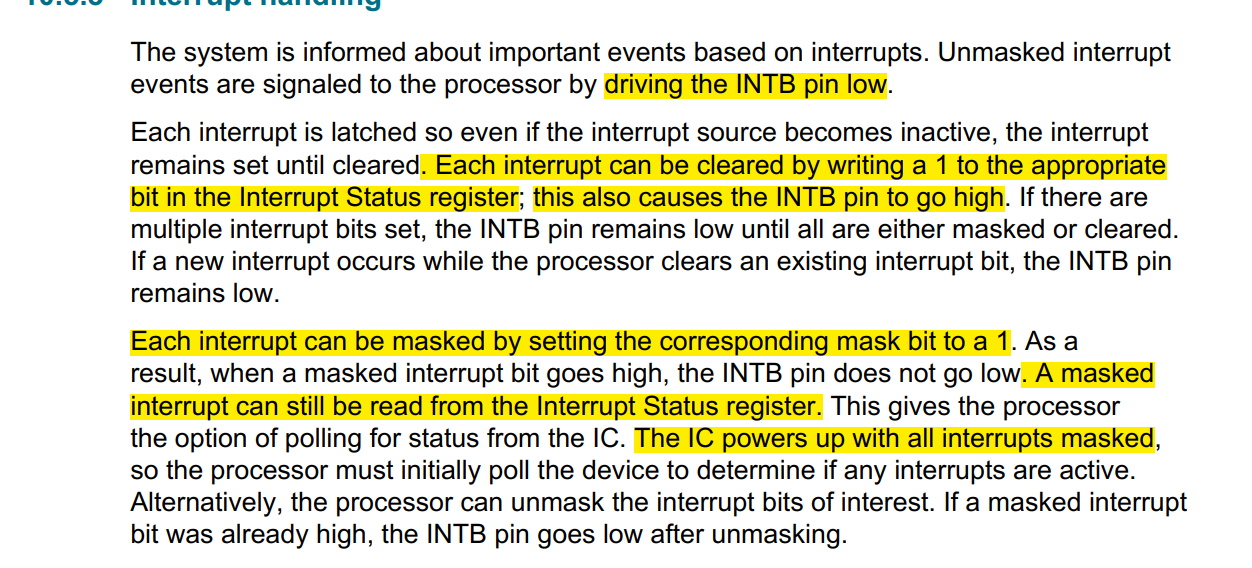 10.5.5 Interrupt handling
The system is informed about important events based on interrupts. Unmasked interrupt
events are signaled to the processor by driving the INTB pin low.
Each interrupt is latched so even if the interrupt source becomes inactive, the interrupt
remains set until cleared. Each interrupt can be cleared by writing a 1 to the appropriate
bit in the Interrupt Status register; this also causes the INTB pin to go high. If there are
multiple interrupt bits set, the INTB pin remains low until all are either masked or cleared.
If a new interrupt occurs while the processor clears an existing interrupt bit, the INTB pin
remains low.
Each interrupt can be masked by setting the corresponding mask bit to a 1. As a
result, when a masked interrupt bit goes high, the INTB pin does not go low. A masked
interrupt can still be read from the Interrupt Status register. This gives the processor
the option of polling for status from the IC. The IC powers up with all interrupts masked,
so the processor must initially poll the device to determine if any interrupts are active.
Alternatively, the processor can unmask the interrupt bits of interest. If a masked interrupt
bit was already high, the INTB pin goes low after unmasking.